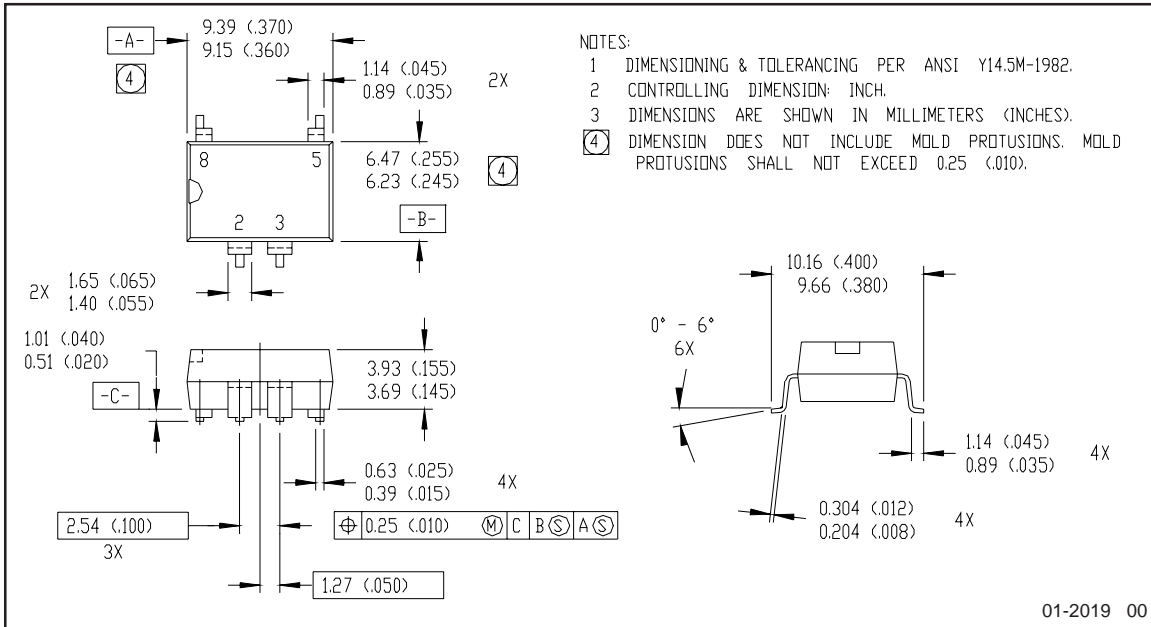 -A-
9.39 (.370)
9.15 (.360)
4
1.14 (.045)
0.89 (.035)
2X
8
5
6.47 (.255)
6.23 (.245)
4
2
3
-B-
2X
1.65 (.065)
1.40 (.055)
NOTES:
1 DIMENSIONING & TOLERANCING PER ANSI Y14.5M-1982.
2 CONTROLLING DIMENSION: INCH.
3 DIMENSIONS ARE SHOWN IN MILLIMETERS (INCHES).
4 DIMENSION DOES NOT INCLUDE MOLD PROTUSIONS. MOLD
PROTUSIONS SHALL NOT EXCEED 0.25 (.010).
1.01 (.040)
0.51 (.020)
-C-
3.93 (.155)
3.69 (.145)
0.63 (.025)
0.39 (.015)
4X
2.54 (.100)
3X
⌖ 0.25 (.010) Ⓜ C B Ⓢ A Ⓢ
1.27 (.050)
10.16 (.400)
9.66 (.380)
0° - 6°
6X
1.14 (.045)
0.89 (.035)
4X
0.304 (.012)
0.204 (.008)
4X
01-2019 00